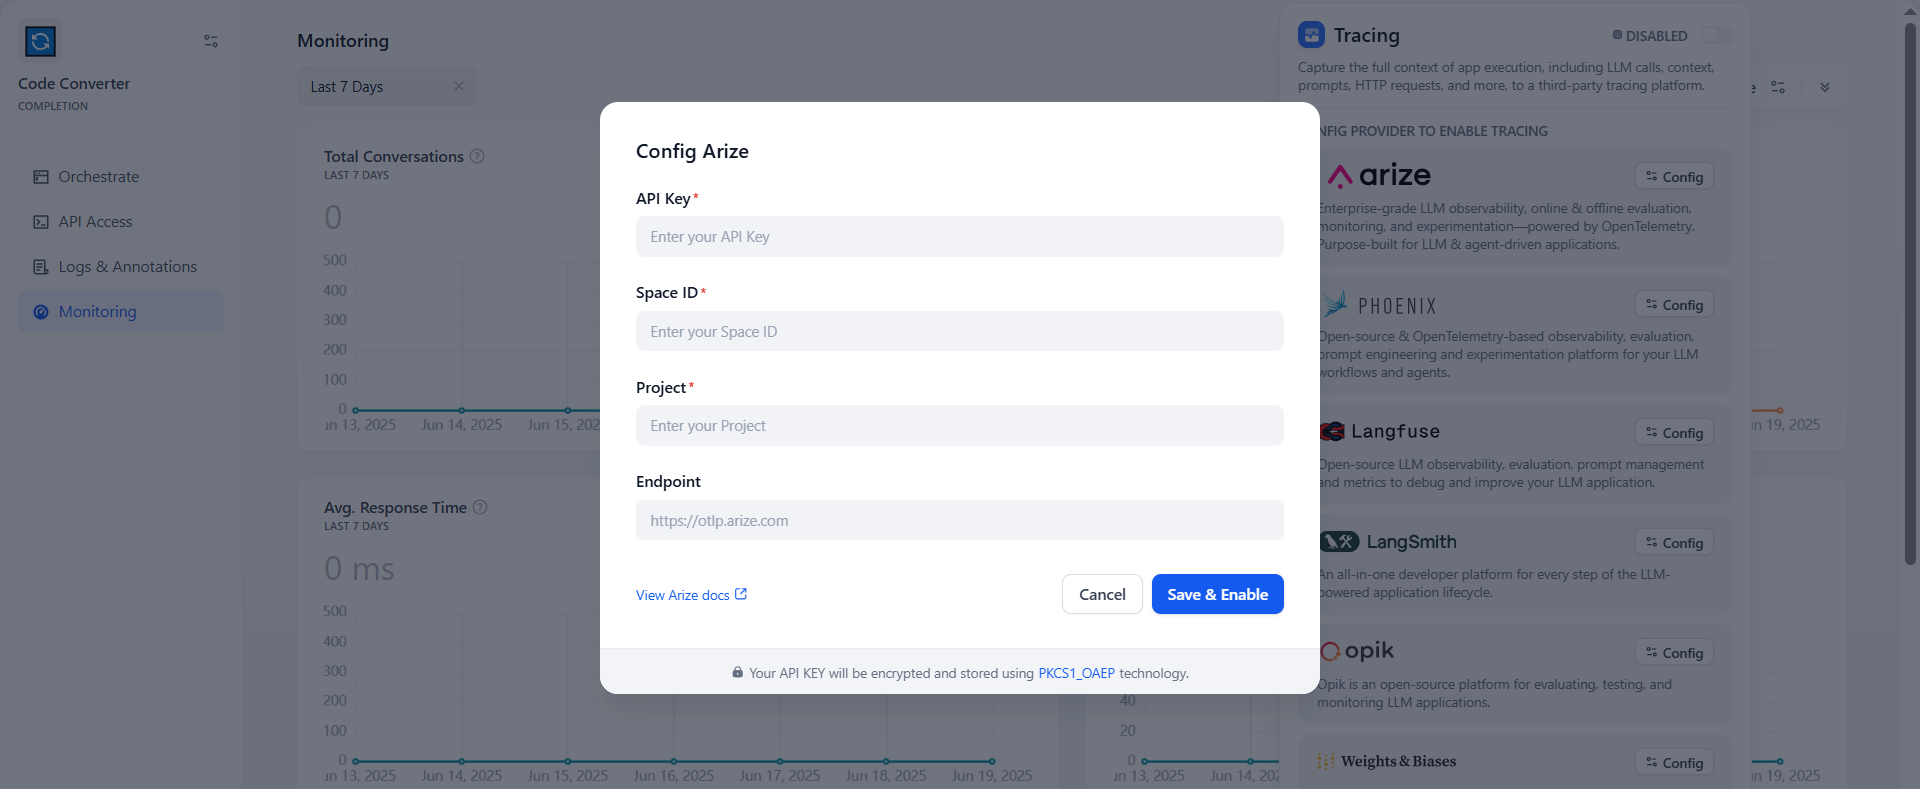 Code Converter
COMPLETION
Orchestrate
API Access
Logs & Annotations
Monitoring
Monitoring
Last 7 Days
Total Conversations
LAST 7 DAYS
0
500
400
300
200
100
0
un 13, 2025 Jun 14, 2025 Jun 15, 202
Avg. Response Time
LAST 7 DAYS
0 ms
500
400
300
200
100
0
un 13, 2025 Jun 14, 2025 Jun 15, 2025 Jun 16, 2025 Jun 17, 2025 Jun 18, 2025 Jun 19, 2025
40
20
0
un 13, 2025 Jun 14, 20
Config Arize
API Key*
Enter your API Key
Space ID*
Enter your Space ID
Project*
Enter your Project
Endpoint
https://otlp.arize.com
View Arize docs
Cancel
Save & Enable
Your API KEY will be encrypted and stored using PKCS1_OAEP technology.
Tracing
DISABLED
Capture the full context of app execution, including LLM calls, context,
prompts, HTTP requests, and more, to a third-party tracing platform.
NFIG PROVIDER TO ENABLE TRACING
arize
Config
Enterprise-grade LLM observability, online & offline evaluation,
monitoring, and experimentation—powered by OpenTelemetry.
Purpose-built for LLM & agent-driven applications.
PHOENIX
Config
Open-source & OpenTelemetry-based observability, evaluation,
prompt engineering and experimentation platform for your LLM
workflows and agents.
Langfuse
Config
Open-source LLM observability, evaluation, prompt management
and metrics to debug and improve your LLM application.
LangSmith
Config
An all-in-one developer platform for every step of the LLM-
powered application lifecycle.
opik
Config
Opik is an open-source platform for evaluating, testing, and
monitoring LLM applications.
Weights & Biases
Config
e
un 19, 2025
un 19, 2025